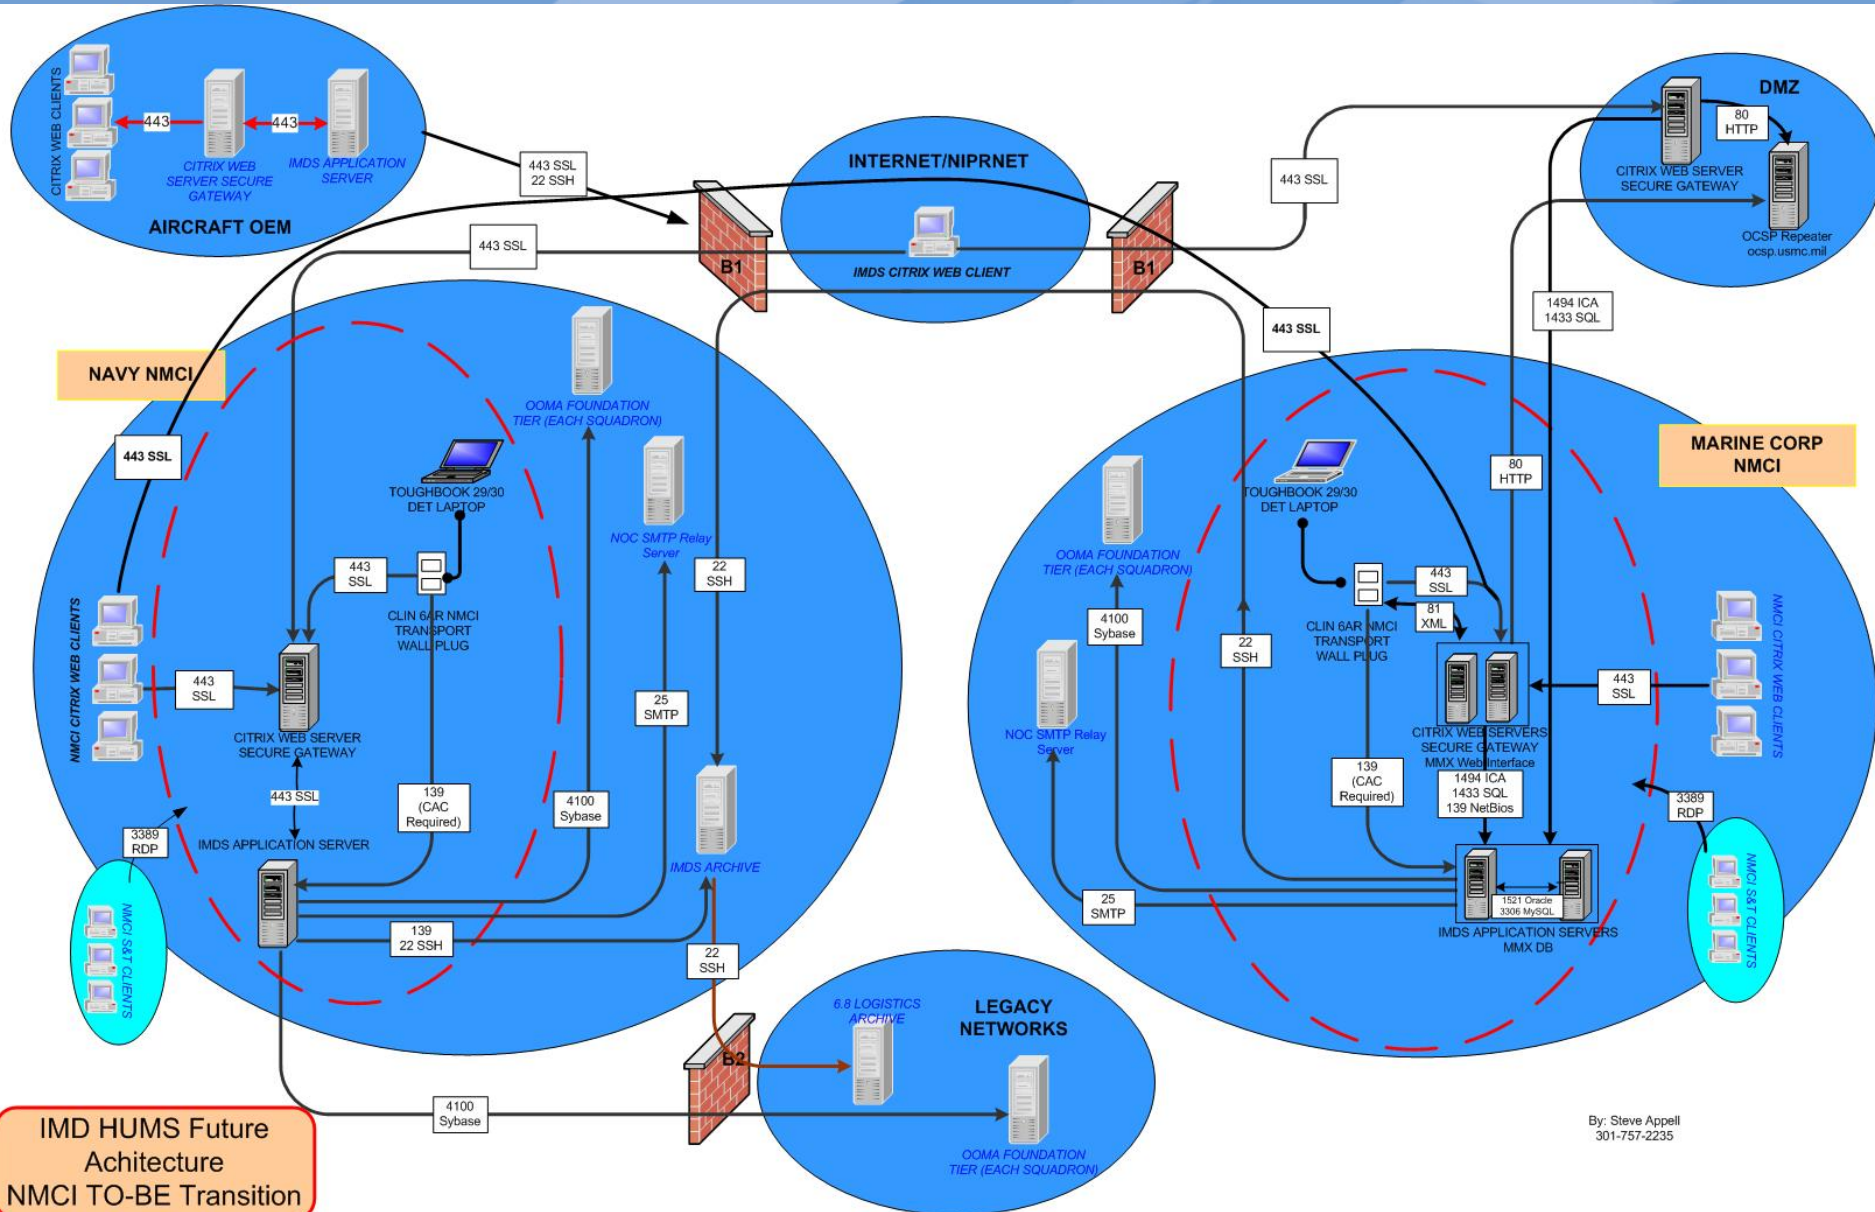 CITRIX WEB CLIENTS
443
443
CITRIX WEB
SERVER SECURE
GATEWAY
IMDS APPLICATION
SERVER
AIRCRAFT OEM
443 SSL
22 SSH
INTERNET/NIPRNET
IMDS CITRIX WEB CLIENT
B1
B1
443 SSL
443 SSL
DMZ
80
HTTP
CITRIX WEB SERVER
SECURE GATEWAY
OCSP Repeater
ocsp.usmc.mil
1494 ICA
1433 SQL
443 SSL
NAVY NMCI
443 SSL
OOMA FOUNDATION
TIER (EACH SQUADRON)
TOUGHBOOK 29/30
DET LAPTOP
NOC SMTP Relay
Server
443
SSL
CLIN 6AR NMCI
TRANSPORT
WALL PLUG
22
SSH
NMCI CITRIX WEB CLIENTS
443
SSL
CITRIX WEB SERVER
SECURE GATEWAY
25
SMTP
443 SSL
139
(CAC
Required)
4100
Sybase
3389
RDP
IMDS APPLICATION SERVER
IMDS ARCHIVE
NMCI S&T CLIENTS
139
22 SSH
22
SSH
MARINE CORP
NMCI
80
HTTP
TOUGHBOOK 29/30
DET LAPTOP
OOMA FOUNDATION
TIER (EACH SQUADRON)
443
SSL
81
XML
CLIN 6AR NMCI
TRANSPORT
WALL PLUG
4100
Sybase
22
SSH
NMCI CITRIX WEB CLIENTS
443
SSL
NOC SMTP Relay
Server
CITRIX WEB SERVERS
SECURE GATEWAY
MMX Web Interface
139
(CAC
Required)
1494 ICA
1433 SQL
139 NetBios
3389
RDP
NMCI S&T CLIENTS
25
SMTP
1521 Oracle
3306 MySQL
IMDS APPLICATION SERVERS
MMX DB
6.8 LOGISTICS
ARCHIVE
LEGACY
NETWORKS
B2
4100
Sybase
OOMA FOUNDATION
TIER (EACH SQUADRON)
IMD HUMS Future
Achitecture
NMCI TO-BE Transition
By: Steve Appell
301-757-2235